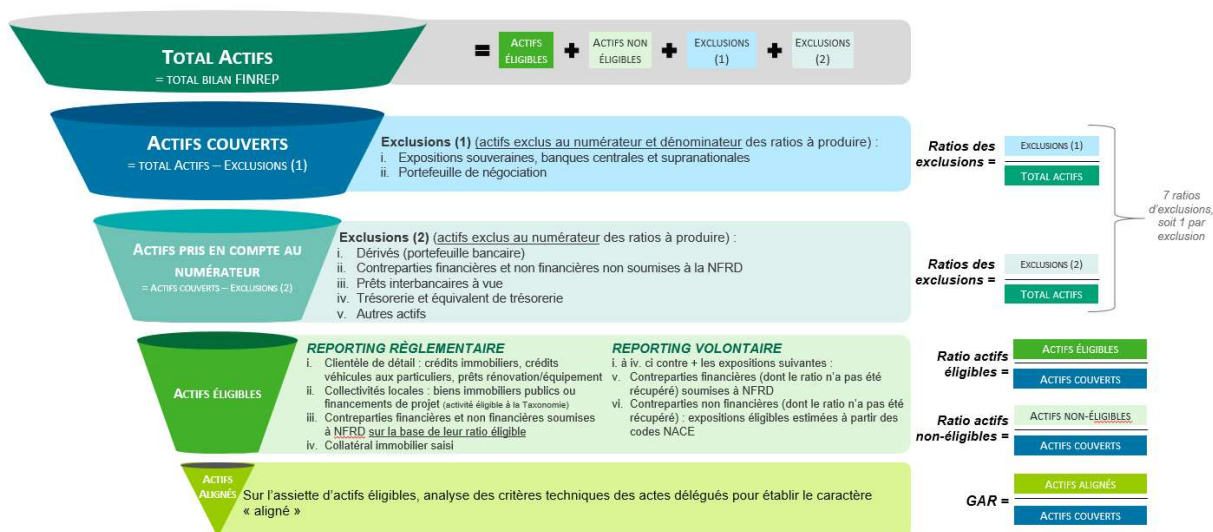 TOTAL ACTIFS
= TOTAL BILAN FINREP
= ACTIFS ÉLIGIBLES + ACTIFS NON ÉLIGIBLES + EXCLUSIONS (1) + EXCLUSIONS (2)
ACTIFS COUVERTS
= TOTAL ACTIFS – EXCLUSIONS (1)
Exclusions (1) (actifs exclus au numérateur et dénominateur des ratios à produire) :
i. Expositions souveraines, banques centrales et supranationales
ii. Portefeuille de négociation
Ratios des exclusions =
EXCLUSIONS (1)
TOTAL ACTIFS
7 ratios
d'exclusions,
soit 1 par
exclusion
ACTIFS PRIS EN COMPTE AU
NUMÉRATEUR
= ACTIFS COUVERTS – EXCLUSIONS (2)
Exclusions (2) (actifs exclus au numérateur des ratios à produire) :
i. Dérivés (portefeuille bancaire)
ii. Contreparties financières et non financières non soumises à la NFRD
iii. Prêts interbancaires à vue
iv. Trésorerie et équivalent de trésorerie
v. Autres actifs
Ratios des
exclusions =
EXCLUSIONS (2)
TOTAL ACTIFS
ACTIFS ÉLIGIBLES
REPORTING RÈGLEMENTAIRE
i. Clientèle de détail : crédits immobiliers, crédits
véhicules aux particuliers, prêts rénovation/équipement
ii. Collectivités locales : biens immobiliers publics ou
financements de projet (activité éligible à la Taxonomie)
iii. Contreparties financières et non financières soumises
à NFRD sur la base de leur ratio éligible
iv. Collatéral immobilier saisi
REPORTING VOLONTAIRE
i. à iv. ci contre + les expositions suivantes :
v. Contreparties financières (dont le ratio n'a pas été
récupéré) soumises à NFRD
vi. Contreparties non financières (dont le ratio n'a pas été
récupéré) : expositions éligibles estimées à partir des
codes NACE
Ratio actifs
éligibles =
ACTIFS ÉLIGIBLES
ACTIFS COUVERTS
Ratio actifs
non-éligibles =
ACTIFS NON-ÉLIGIBLES
ACTIFS COUVERTS
ACTIFS
ALIGNÉS
Sur l'assiette d'actifs éligibles, analyse des critères techniques des actes délégués pour établir le caractère
« aligné »
GAR =
ACTIFS ALIGNÉS
ACTIFS COUVERTS